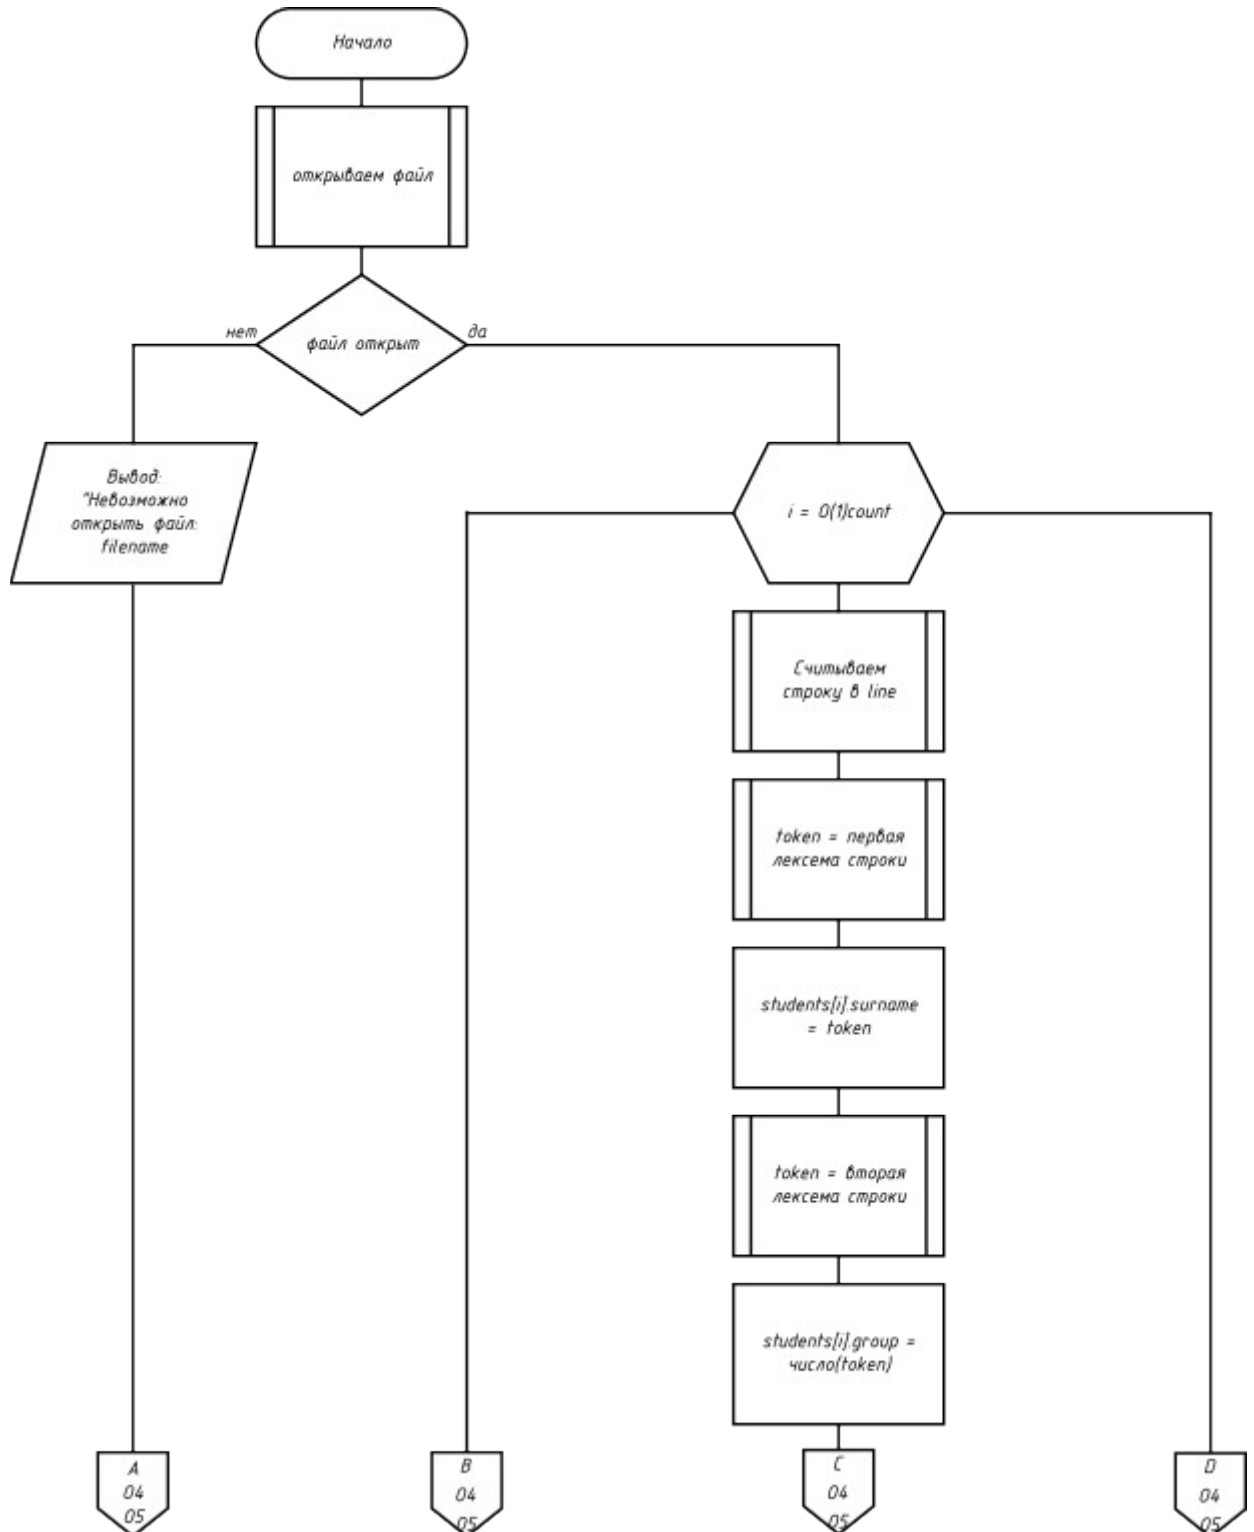 Начало
открываем файл
нет
да
файл открыт
Вывод:
"Невозможно
открыть файл:
filename
i = 0(1)count
Считываем
строку в line
token = первая
лексема строки
students[i].surname
= token
token = вторая
лексема строки
students[i].group =
число(token)
A
04
05
B
04
05
C
04
05
D
04
05